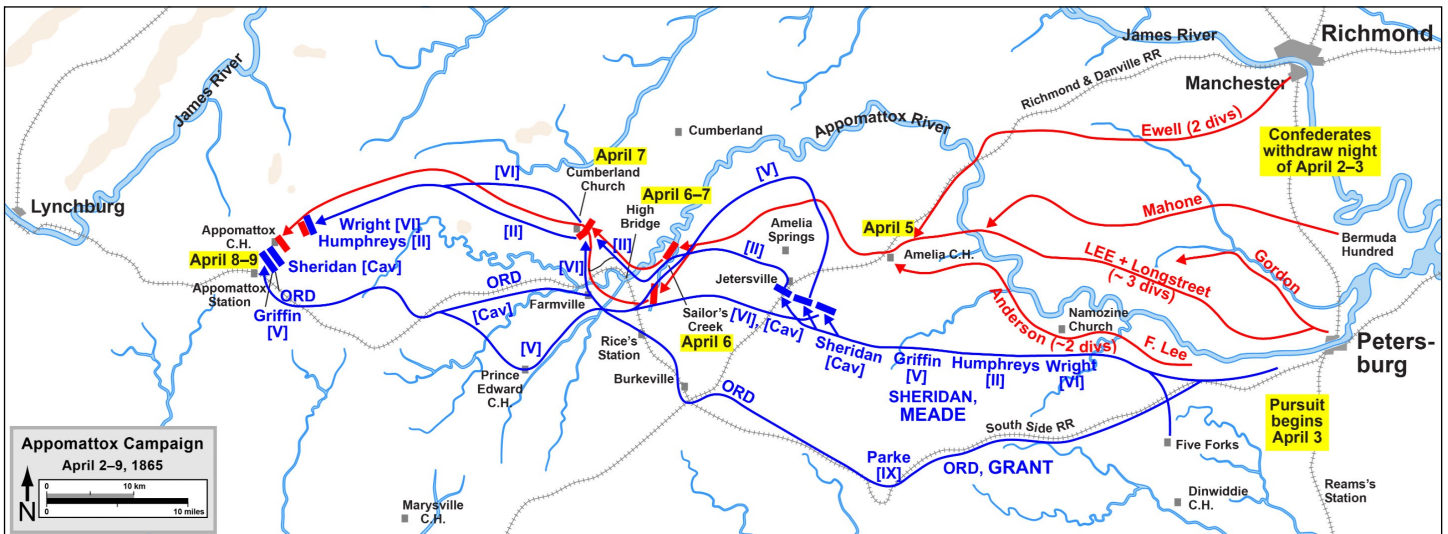 James River
Richmond
James River
Manchester
Richmond & Danville RR
Ewell (2 divs)
Confederates
withdraw night
of April 2–3
Cumberland
Appomattox River
April 7
Cumberland
Church
[VI]
April 6–7
High
Bridge
[V]
Lynchburg
Appomattox
C.H.
Wright [VI]
Humphreys [II]
[II]
[II]
Amelia
Springs
April 5
Mahone
Bermuda
Hundred
April 8–9
Sheridan [Cav]
[VI]
[II]
Amelia C.H.
LEE + Longstreet
(~ 3 divs)
Gordon
Appomattox
Station
ORD
ORD
Farmville
Jetersville
Griffin
[V]
[Cav]
Sailor's
Creek
April 6
[VI], [Cav]
Anderson (~2 divs)
Namozine
Church
F. Lee
Peters-
burg
[V]
Rice's
Station
Sheridan
[Cav]
Griffin
[V]
Humphreys
[II]
Wright
[VI]
Prince
Edward
C.H.
Burkeville
ORD
SHERIDAN,
MEADE
Pursuit
begins
April 3
South Side RR
Five Forks
Parke
[IX]
ORD, GRANT
Reams's
Station
Dinwiddie
C.H.
Marysville
C.H.
Appomattox Campaign
April 2–9, 1865
0 10 km
0 10 miles
N